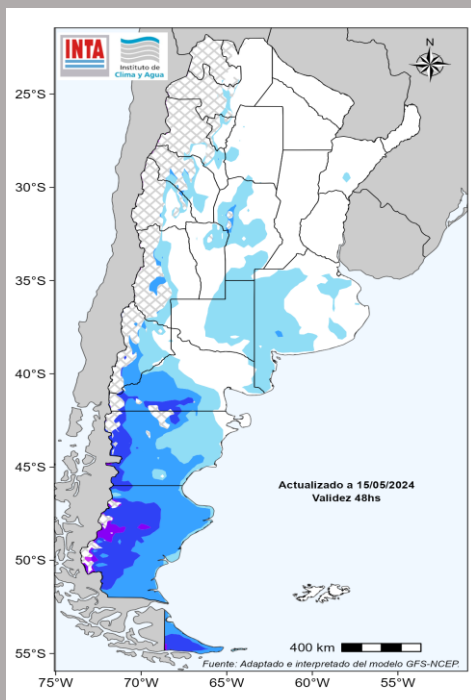 INTA
Instituto de
Clima y Agua
N
25°S
30°S
35°S
40°S
45°S
50°S
55°S
Actualizado a 15/05/2024
Validez 48hs
400 km
Fuente: Adaptado e interpretado del modelo GFS-NCEP.
75°W 70°W 65°W 60°W 55°W